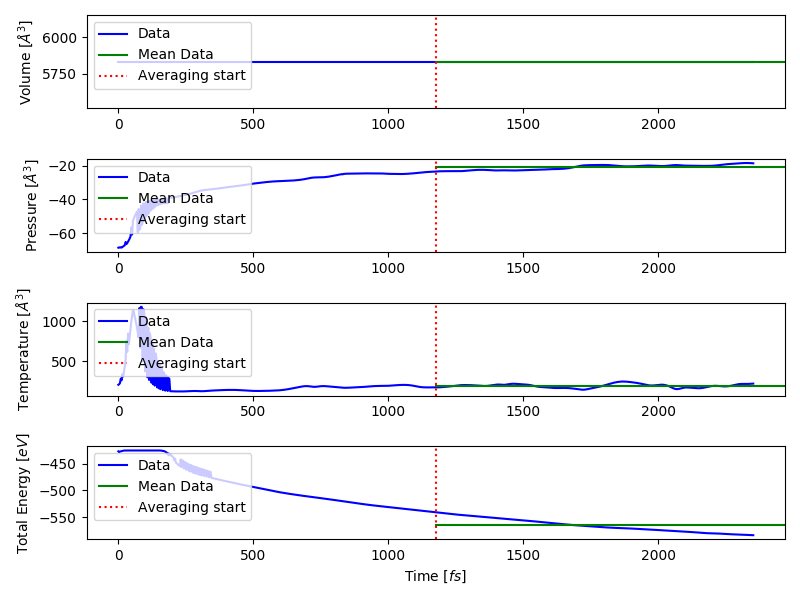 Volume [Å³]
6000
5750
Data
Mean Data
Averaging start
0
500
1000
1500
2000
Pressure [Å³]
−20
−40
−60
Data
Mean Data
Averaging start
0
500
1000
1500
2000
Temperature [Å³]
1000
500
Data
Mean Data
Averaging start
0
500
1000
1500
2000
Total Energy [eV]
−450
−500
−550
Data
Mean Data
Averaging start
0
500
1000
1500
2000
Time [fs]